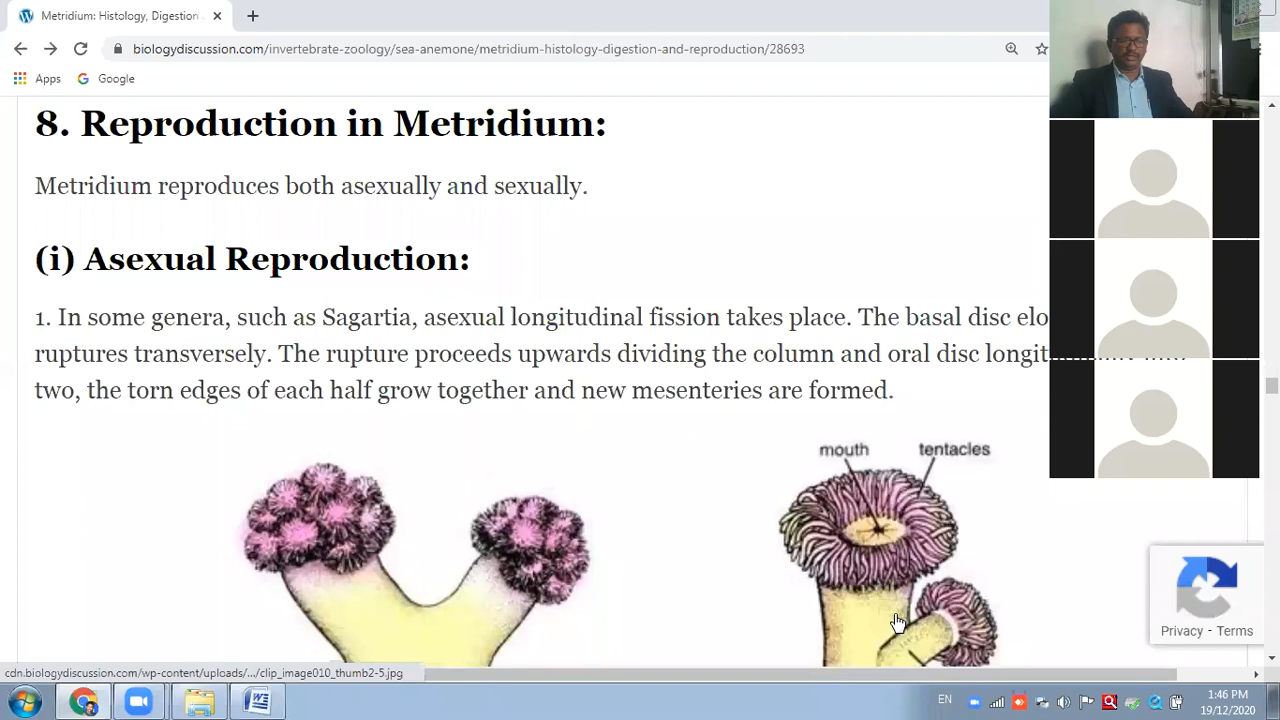 Metridium: Histology, Digestion
biologydiscussion.com/invertebrate-zoology/sea-anemone/metridium-histology-digestion-and-reproduction/28693
Apps Google
8. Reproduction in Metridium:
Metridium reproduces both asexually and sexually.
(i) Asexual Reproduction:
1. In some genera, such as Sagartia, asexual longitudinal fission takes place. The basal disc elo
ruptures transversely. The rupture proceeds upwards dividing the column and oral disc
two, the torn edges of each half grow together and new mesenteries are formed.
mouth tentacles
Privacy - Terms
cdn.biologydiscussion.com/wp-content/uploads/.../clip_image010_thumb2-5.jpg
EN 1:46 PM
19/12/2020